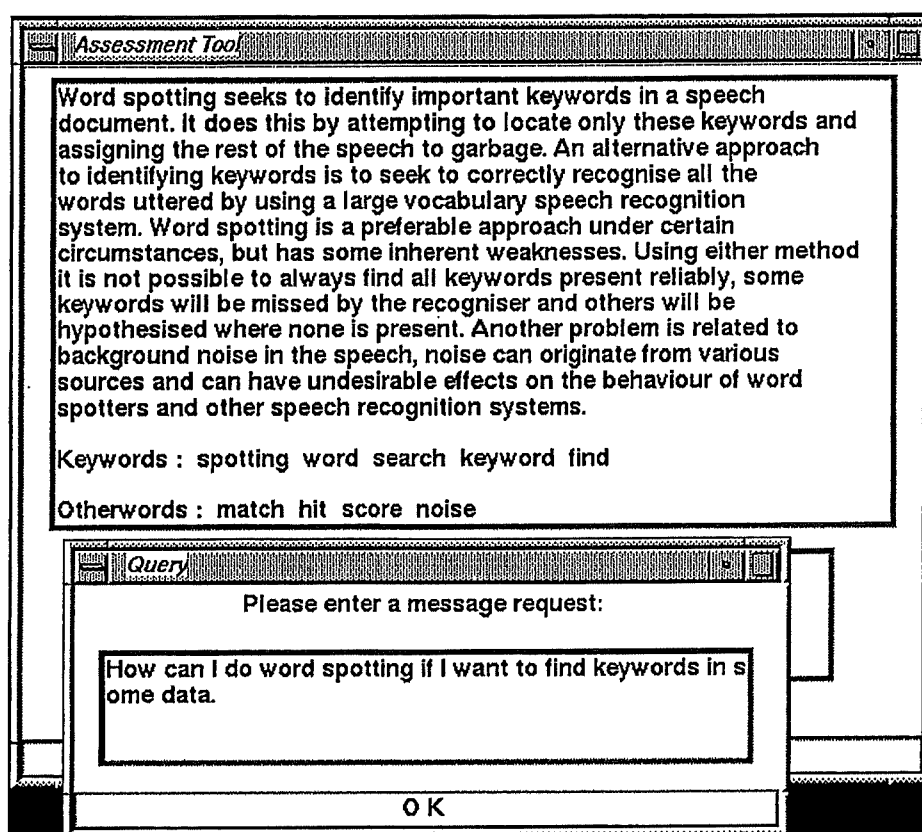 Assessment Tool
Word spotting seeks to identify important keywords in a speech
document. It does this by attempting to locate only these keywords and
assigning the rest of the speech to garbage. An alternative approach
to identifying keywords is to seek to correctly recognise all the
words uttered by using a large vocabulary speech recognition
system. Word spotting is a preferable approach under certain
circumstances, but has some inherent weaknesses. Using either method
it is not possible to always find all keywords present reliably, some
keywords will be missed by the recogniser and others will be
hypothesised where none is present. Another problem is related to
background noise in the speech, noise can originate from various
sources and can have undesirable effects on the behaviour of word
spotters and other speech recognition systems.
Keywords : spotting word search keyword find
Otherwords : match hit score noise
Query
Please enter a message request:
How can I do word spotting if I want to find keywords in s
ome data.
O K